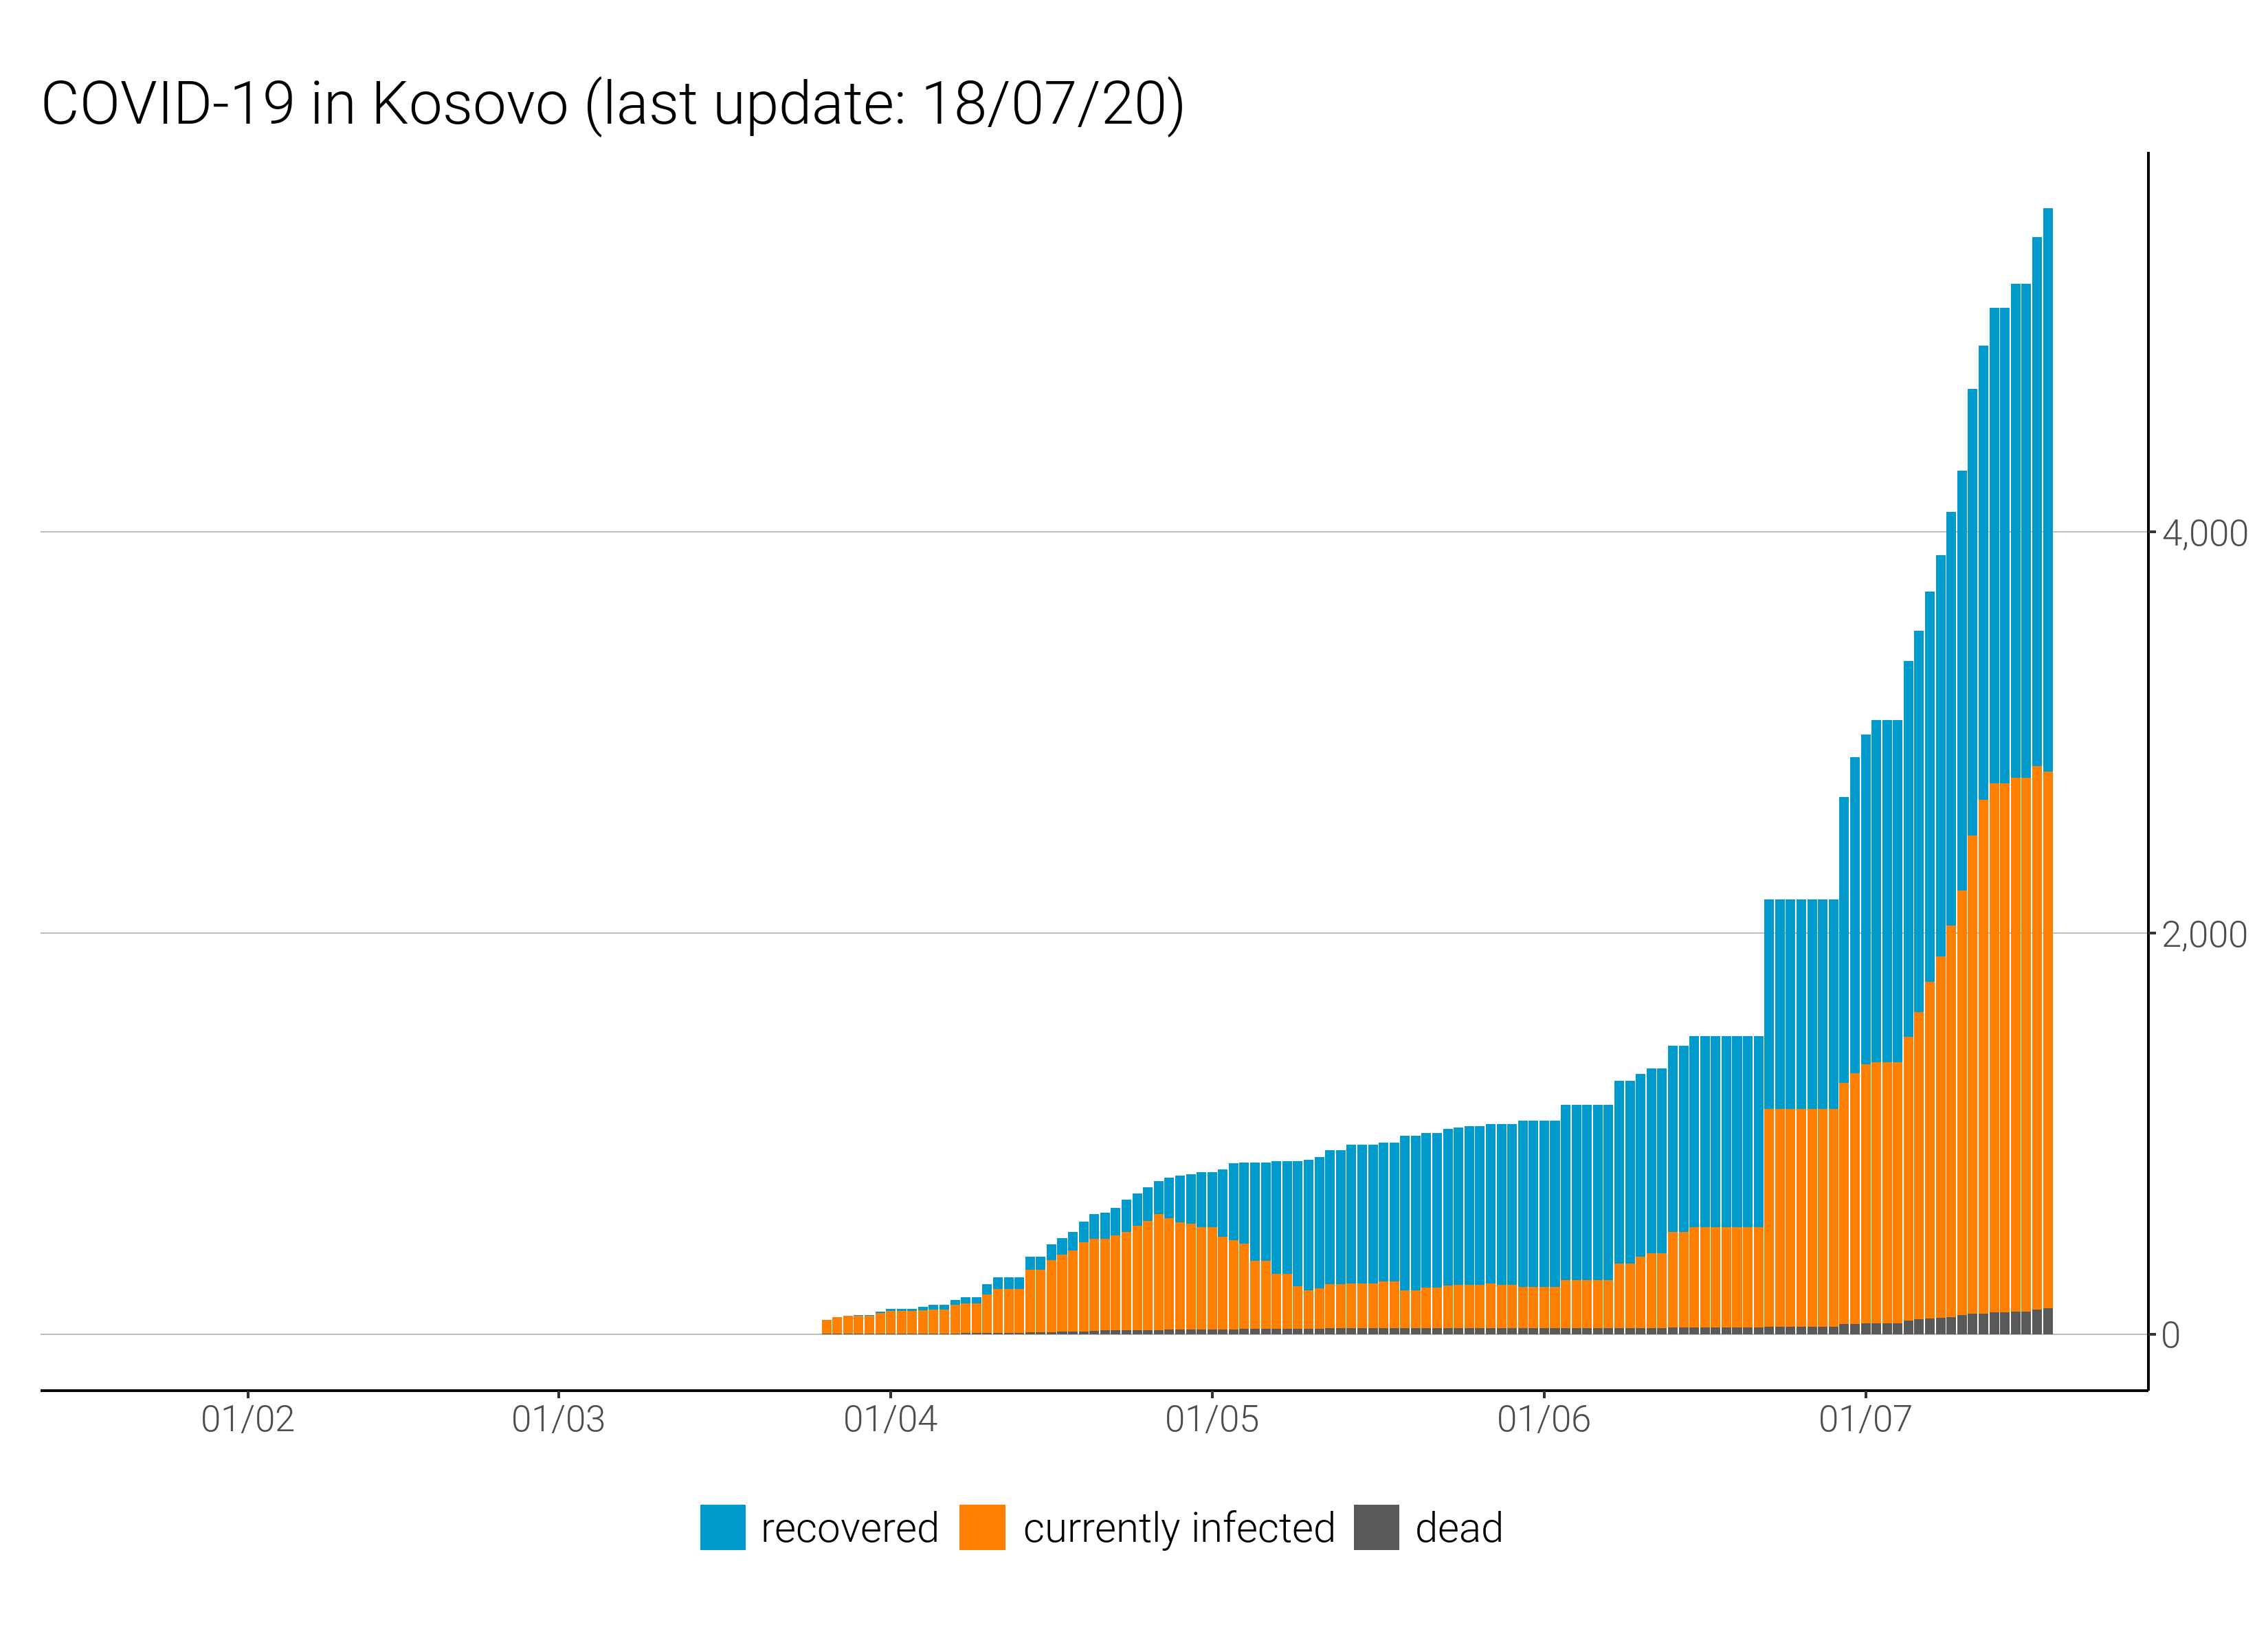 COVID-19 in Kosovo (last update: 18/07/20)
4,000
2,000
0
01/02 01/03 01/04 01/05 01/06 01/07
recovered currently infected dead